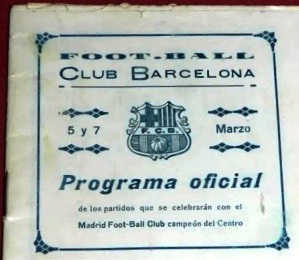 FOOT-BALL
CLUB BARCELONA
5 y 7 Marzo
F. C. B.
Programa oficial
de los partidos que se celebrarán con el
Madrid Foot-Ball Club campeón del Centro